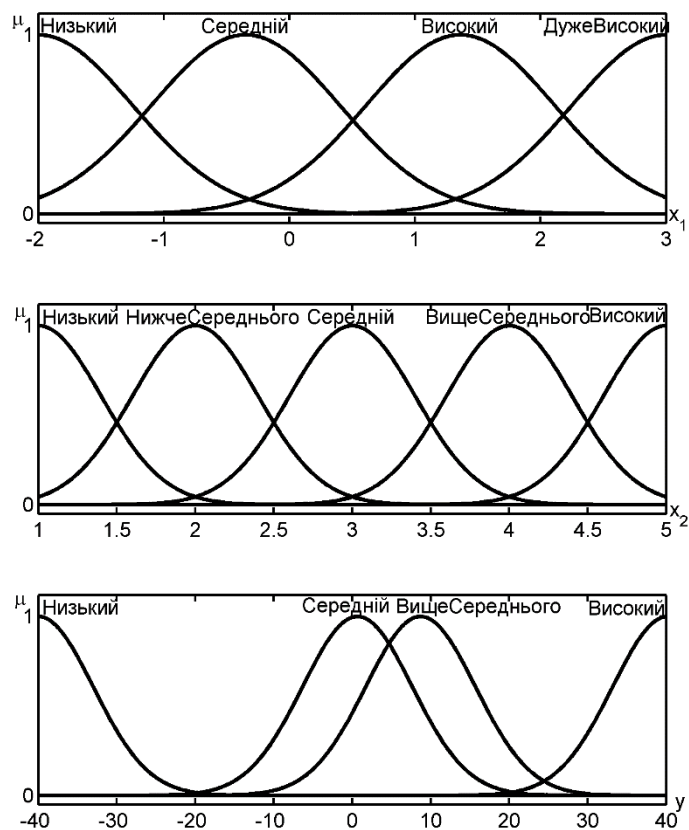 μ
1
Низький Середній Високий ДужеВисокий
0
-2 -1 0 1 2 3
x1
μ
1
Низький НижчеСереднього Середній ВищеСереднього Високий
0
1 1.5 2 2.5 3 3.5 4 4.5 5
x2
μ
1
Низький Середній ВищеСереднього Високий
0
-40 -30 -20 -10 0 10 20 30 40
y